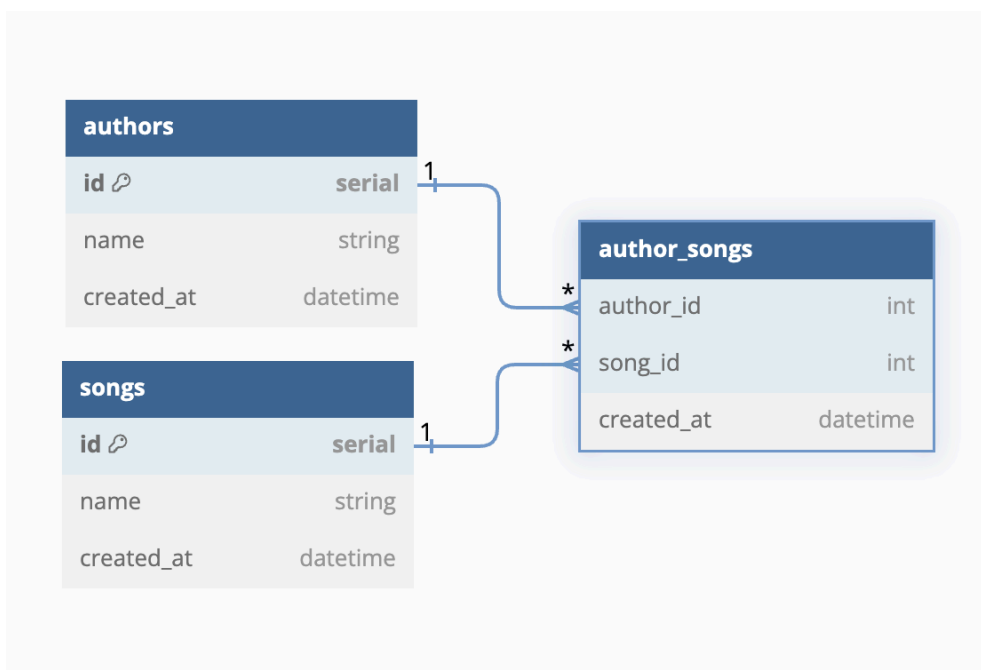 authors
id serial
name string
created_at datetime
1
*
author_songs
author_id int
*
song_id int
created_at datetime
songs
1
id serial
name string
created_at datetime